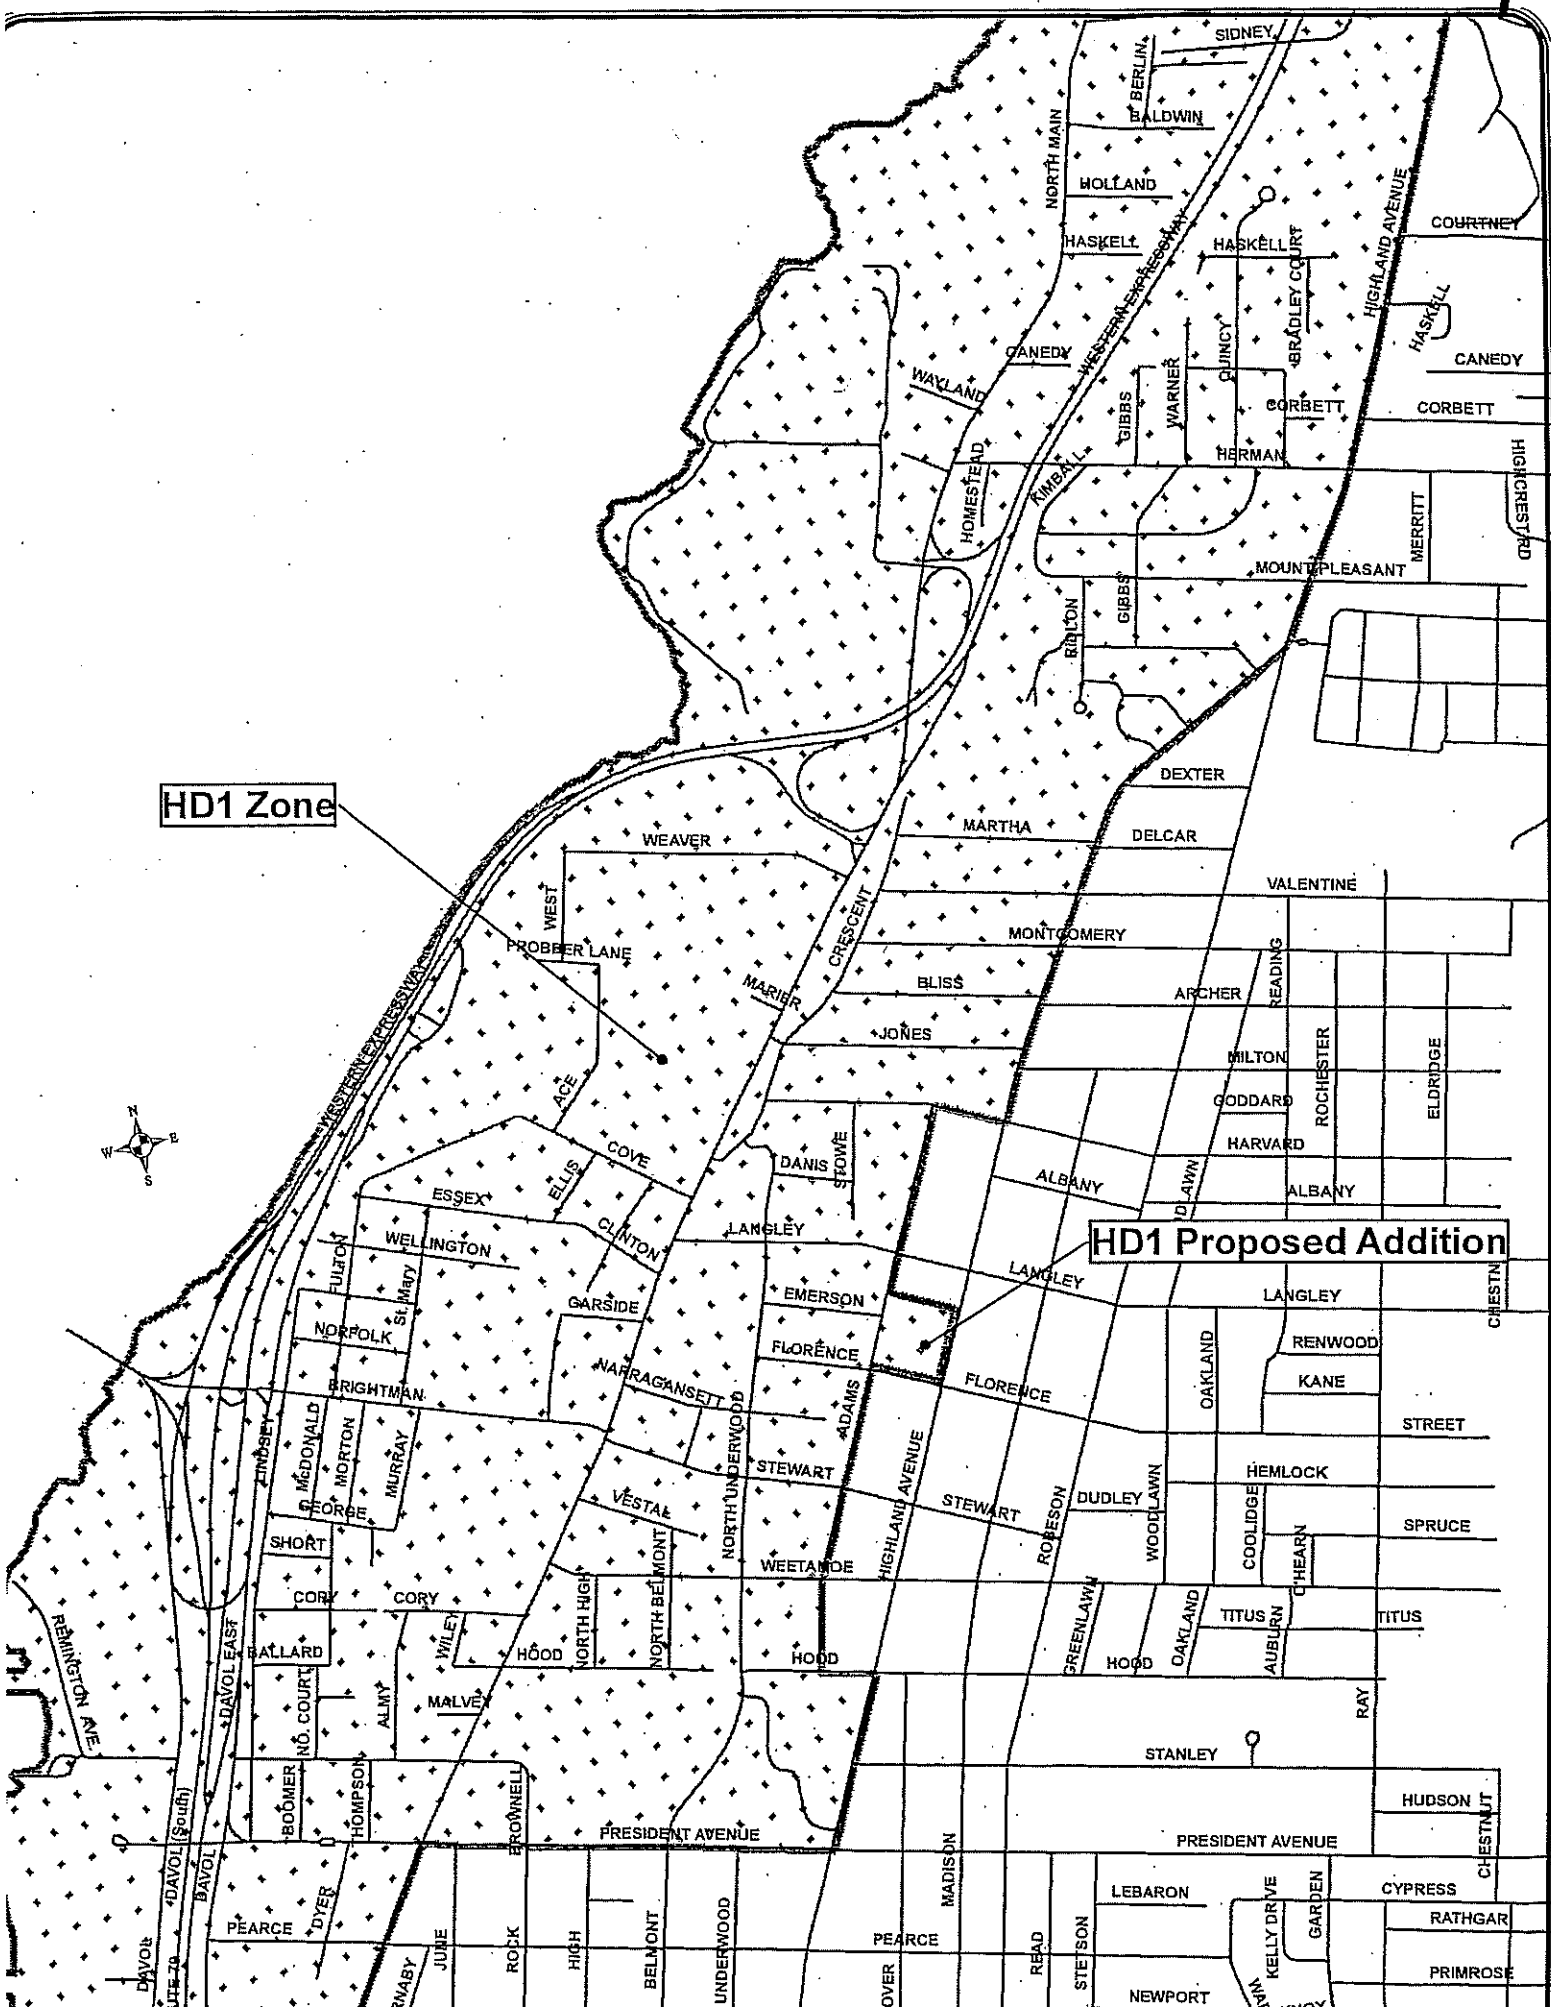 SIDNEY
BERLIN
BALDWIN
NORTH MAIN
HOLLAND
HIGHLAND AVENUE
COURTNEY
HASKELL
HASKELL
BRADLEY COURT
WESTERN EXPRESSWAY
HASKELL
CANEDY
QUINCY
CANEDY
WAYLAND
WARNER
GIBBS
CORBETT
CORBETT
HERMAN
HOMESTEAD
KIMBALL
HIGHCREST RD
MERRITT
MOUNT PLEASANT
GIBBS
RIDLON
DEXTER
HD1 Zone
WEAVER
MARTHA
DELCAR
VALENTINE
WEST
CRESCENT
MONTGOMERY
PROBBER LANE
READING
MARIER
BLISS
ARCHER
WESTERN EXPRESSWAY
JONES
MILTON
ROCHESTER
ELDRIDGE
ACE
GODDARD
N
W E
S
HARVARD
COVE
STOWE
DANIS
ELLIS
ALBANY
ALBANY
ESSEX
CLINTON
LANGLEY
HD1 Proposed Addition
WELLINGTON
FULTON
LANGLEY
St. Mary
EMERSON
LANGLEY
GARSIDE
NORFOLK
RENWOOD
FLORENCE
OAKLAND
NARRAGANSETT
BRIGHTMAN
FLORENCE
KANE
ADAMS
STREET
LINDSEY
McDONALD
MORTON
MURRAY
NORTH UNDERWOOD
STEWART
HIGHLAND AVENUE
HEMLOCK
VESTAL
STEWART
DUDLEY
WOODLAWN
COOLIDGE
GEORGE
ROBESON
SPRUCE
SHORT
O'HEARN
WEETAMOE
NORTH HIGH
NORTH BELMONT
CORY
CORY
REMINGTON AVE.
WILEY
GREENLAWN
OAKLAND
TITUS
AUBURN
TITUS
DAVOL EAST
BALLARD
HOOD
HOOD
HOOD
NO. COURT
ALMY
MALVEY
RAY
STANLEY
BOOMER
THOMPSON
BROWNELL
HUDSON
CHESTNUT
DAVOL (South)
PRESIDENT AVENUE
PRESIDENT AVENUE
DAVOL
MADISON
DYER
LEBARON
KELLY DRIVE
GARDEN
CYPRESS
PEARCE
RATHGAR
JUNE
ROCK
HIGH
BELMONT
UNDERWOOD
PEARCE
READ
STETSON
DAVOL
PRIMROSE
NEWPORT